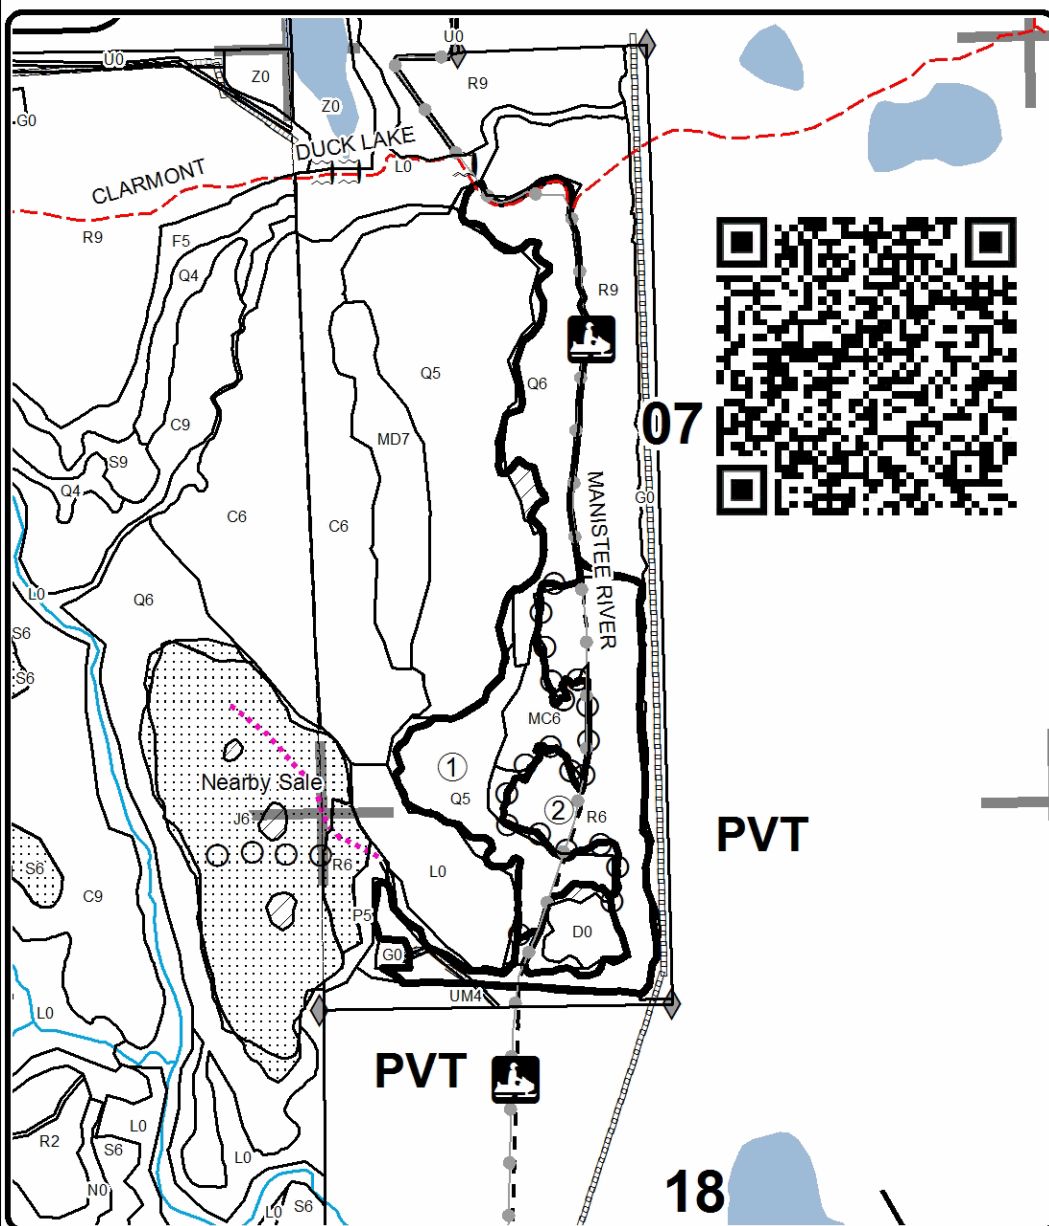 U0
U0
Z0
R9
Z0
G0
DUCK LAKE
CLARMONT
L0
R9
F5
Q4
R9
Q5
Q6
07
C9
MD7
S9
Q4
G0
C6
C6
MANISTEE RIVER
L0
Q6
S6
S6
MC6
1
Nearby Sale
Q5
2
R6
J6
PVT
R6
S6
L0
C9
P5
D0
G0
UM4
L0
PVT
L0
R2
S6
L0
18
N0
S6
L0